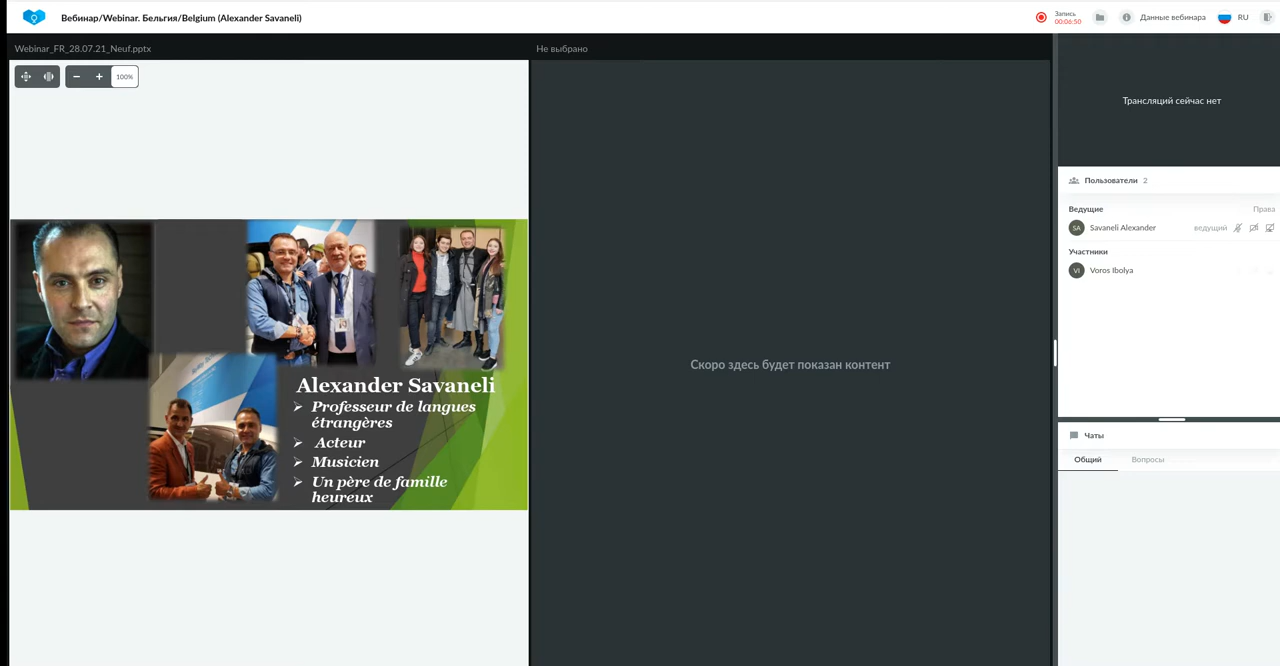 Вебинар/Webinar. Бельгия/Belgium (Alexander Savaneli)
Запись
00:06:50
Данные вебинара
RU
Webinar_FR_28.07.21_Neuf.pptx
Не выбрано
100%
Трансляций сейчас нет
Пользователи 2
Ведущие Права
SA Savaneli Alexander ведущий
Участники
VI Voros Ibolya
Alexander Savaneli
➢ Professeur de langues
étrangères
➢ Acteur
➢ Musicien
➢ Un père de famille
heureux
Скоро здесь будет показан контент
Чаты
Общий Вопросы